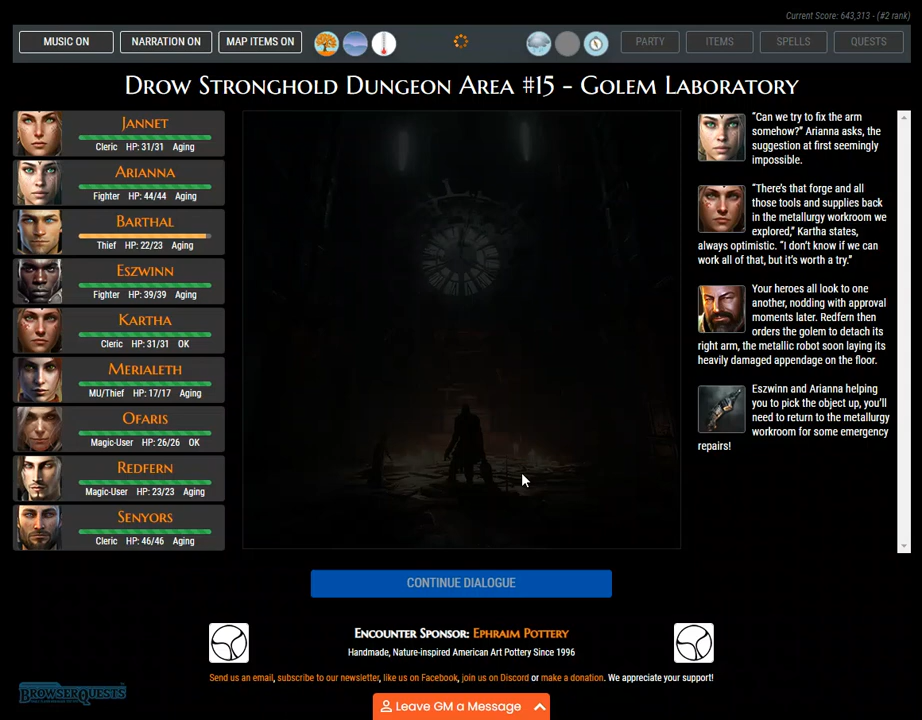 Current Score: 643,313 - (#2 rank)
MUSIC ON
NARRATION ON
MAP ITEMS ON
PARTY
ITEMS
SPELLS
QUESTS
Drow Stronghold Dungeon Area #15 - Golem Laboratory
Jannet
Cleric HP: 31/31 Aging
Arianna
Fighter HP: 44/44 Aging
Barthal
Thief HP: 22/23 Aging
Eszwinn
Fighter HP: 39/39 Aging
Kartha
Cleric HP: 31/31 OK
Merialeth
MU/Thief HP: 17/17 Aging
Ofaris
Magic-User HP: 26/26 OK
Redfern
Magic-User HP: 23/23 Aging
Senyors
Cleric HP: 46/46 Aging
“Can we try to fix the arm
somehow?” Arianna asks, the
suggestion at first seemingly
impossible.
“There’s that forge and all
those tools and supplies back
in the metallurgy workroom we
explored,” Kartha states,
always optimistic. “I don’t know if we can
work all of that, but it’s worth a try.”
Your heroes all look to one
another, nodding with approval
moments later. Redfern then
orders the golem to detach its
right arm, the metallic robot soon laying its
heavily damaged appendage on the floor.
Eszwinn and Arianna helping
you to pick the object up, you’ll
need to return to the metallurgy
workroom for some emergency
repairs!
CONTINUE DIALOGUE
Encounter Sponsor: Ephraim Pottery
Handmade, Nature-inspired American Art Pottery Since 1996
Send us an email, subscribe to our newsletter, like us on Facebook, join us on Discord or make a donation. We appreciate your support!
BrowserQuests
Leave GM a Message